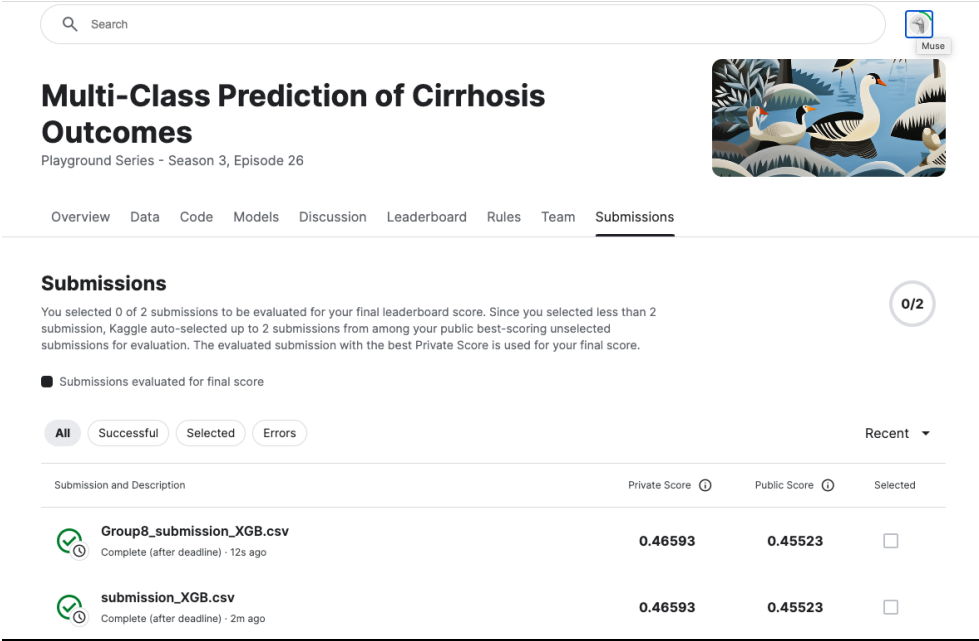 Search
Muse
Multi-Class Prediction of Cirrhosis
Outcomes
Playground Series - Season 3, Episode 26
Overview Data Code Models Discussion Leaderboard Rules Team Submissions
Submissions
You selected 0 of 2 submissions to be evaluated for your final leaderboard score. Since you selected less than 2
submission, Kaggle auto-selected up to 2 submissions from among your public best-scoring unselected
submissions for evaluation. The evaluated submission with the best Private Score is used for your final score.
0/2
Submissions evaluated for final score
All Successful Selected Errors
Recent
Submission and Description Private Score Public Score Selected
Group8_submission_XGB.csv
Complete (after deadline) · 12s ago
0.46593 0.45523
submission_XGB.csv
Complete (after deadline) · 2m ago
0.46593 0.45523